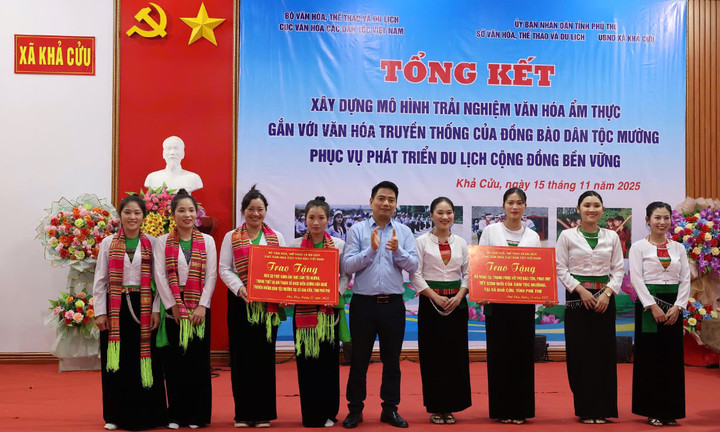 XÃ KHẢ CỬU
BỘ VĂN HÓA, THỂ THAO VÀ DU LỊCH
CỤC VĂN HÓA CÁC DÂN TỘC VIỆT NAM
ỦY BAN NHÂN DÂN TỈNH PHÚ THỌ
SỞ VĂN HÓA, THỂ THAO VÀ DU LỊCH UBND XÃ KHẢ CỬU
TỔNG KẾT
XÂY DỰNG MÔ HÌNH TRẢI NGHIỆM VĂN HÓA ẨM THỰC
GẮN VỚI VĂN HÓA TRUYỀN THỐNG CỦA ĐỒNG BÀO DÂN TỘC MƯỜNG
PHỤC VỤ PHÁT TRIỂN DU LỊCH CỘNG ĐỒNG BỀN VỮNG
Khả Cửu, ngày 15 tháng 11 năm 2025
Trao Tặng
Trao Tặng